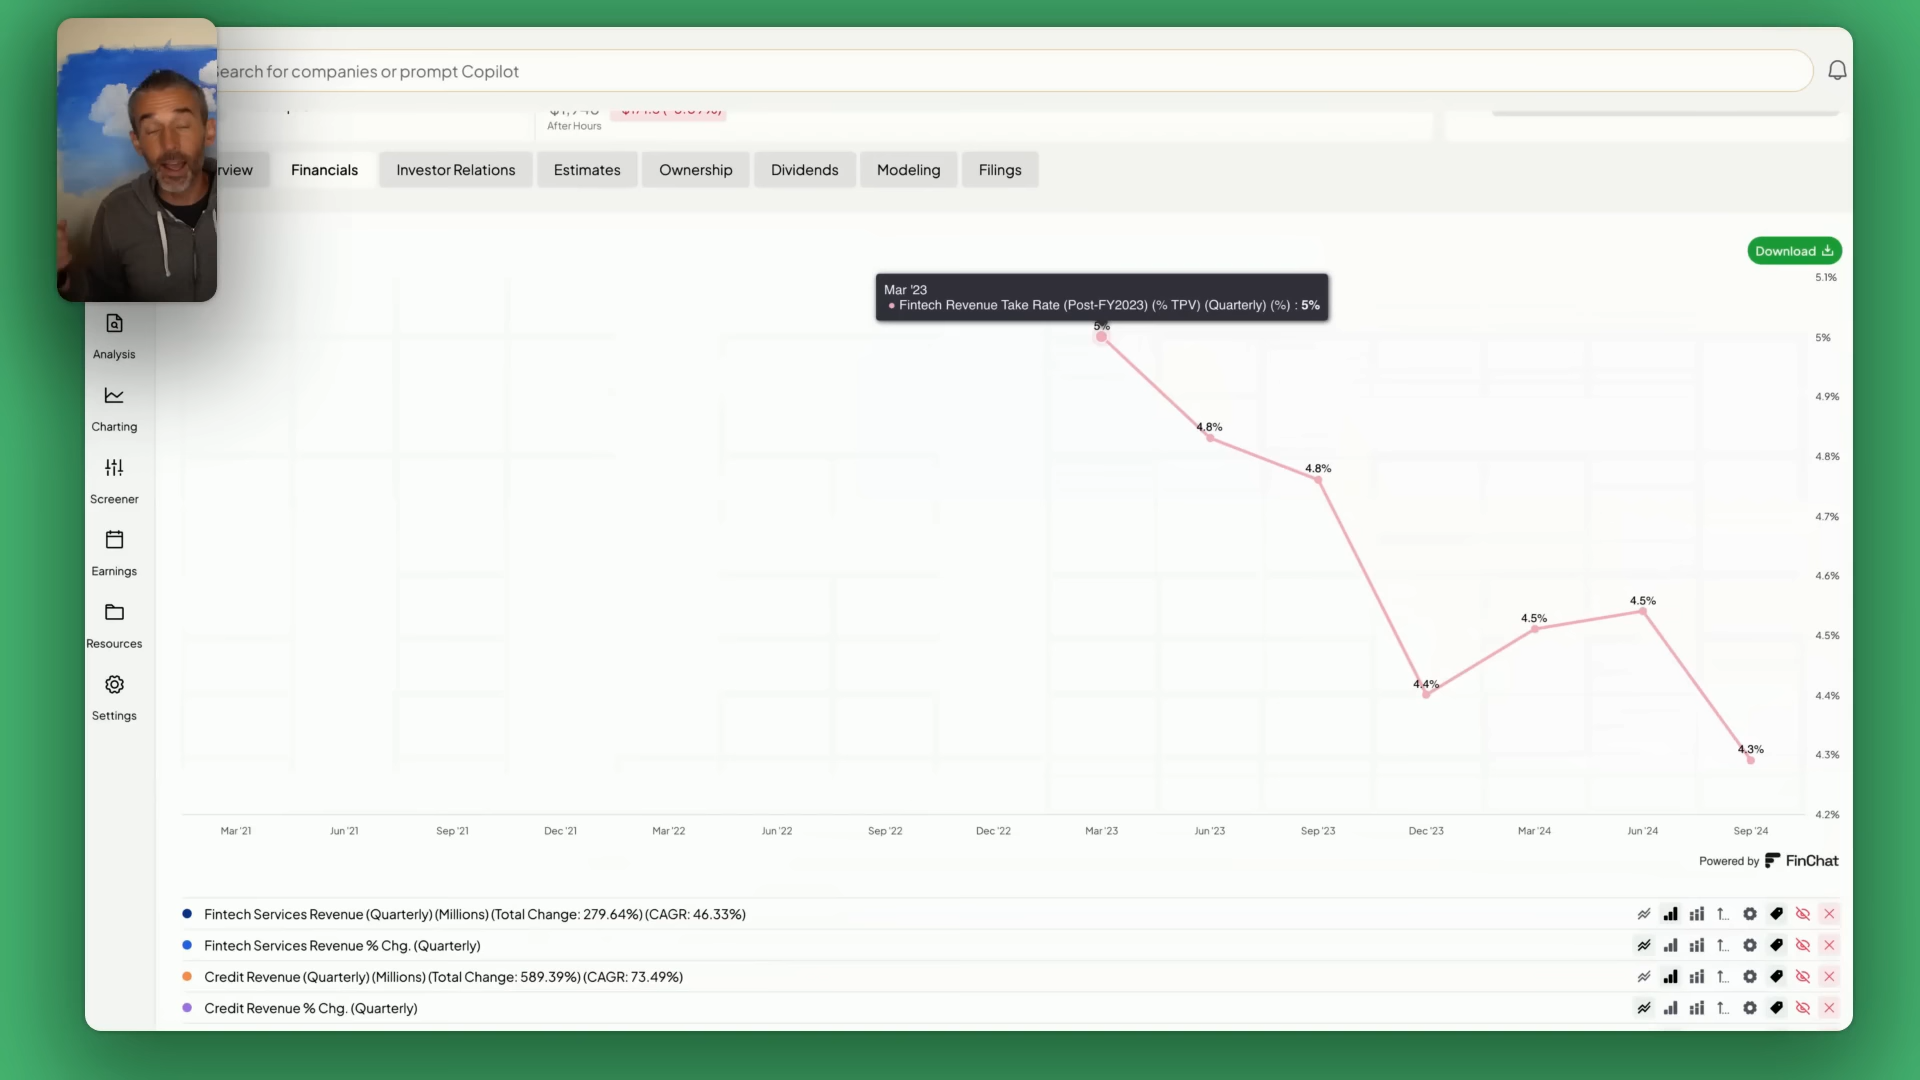 Search for companies or prompt Copilot
After Hours
rview
Financials
Investor Relations
Estimates
Ownership
Dividends
Modeling
Filings
Download
Analysis
Charting
Screener
Earnings
Resources
Settings
Mar '23
Fintech Revenue Take Rate (Post-FY2023) (% TPV) (Quarterly) (%) : 5%
5%
4.8%
4.8%
4.4%
4.5%
4.5%
4.3%
5.1%
5%
4.9%
4.8%
4.7%
4.6%
4.5%
4.4%
4.3%
4.2%
Mar '21
Jun '21
Sep '21
Dec '21
Mar '22
Jun '22
Sep '22
Dec '22
Mar '23
Jun '23
Sep '23
Dec '23
Mar '24
Jun '24
Sep '24
Powered by FinChat
Fintech Services Revenue (Quarterly) (Millions) (Total Change: 279.64%) (CAGR: 46.33%)
Fintech Services Revenue % Chg. (Quarterly)
Credit Revenue (Quarterly) (Millions) (Total Change: 589.39%) (CAGR: 73.49%)
Credit Revenue % Chg. (Quarterly)